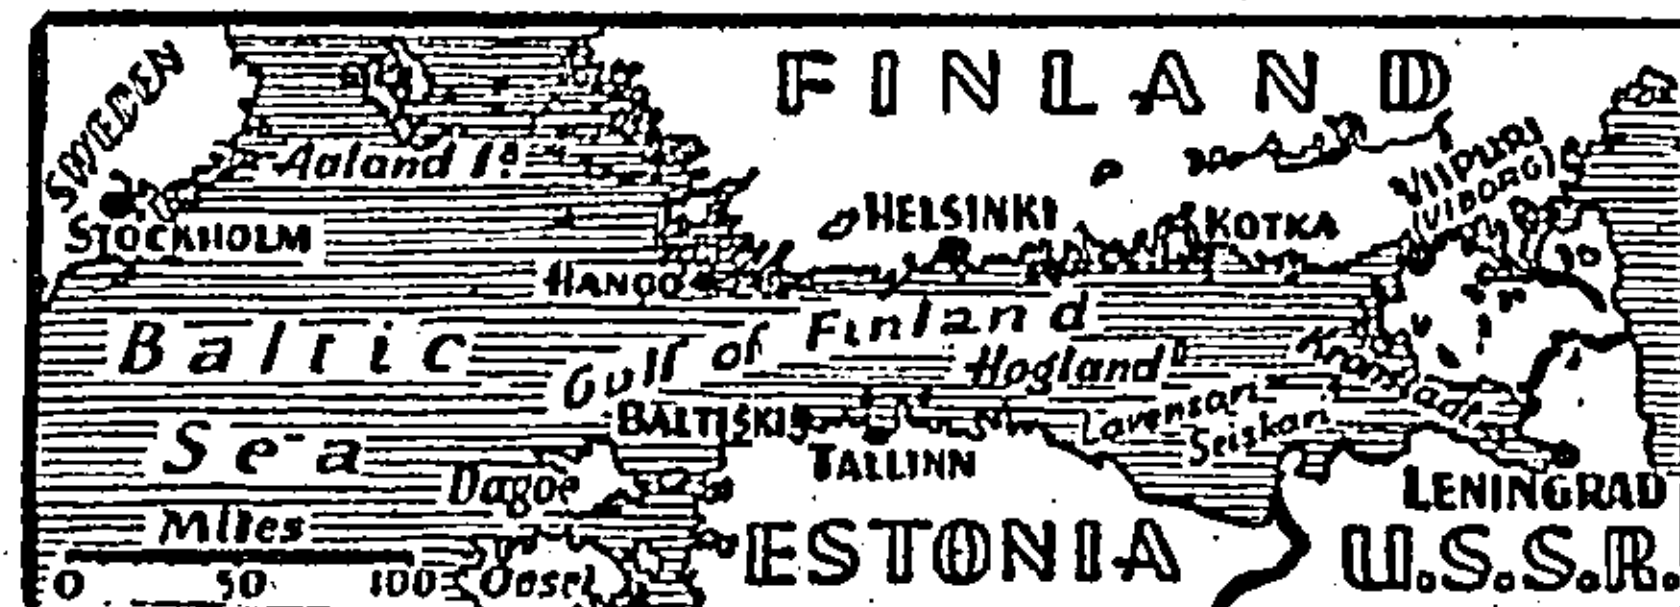 SWEDEN
FINLAND
Aaland Is
VIIPURI
(VIBORG)
HELSINKI
KOTKA
STOCKHOLM
HANGO
Baltic
Sea
Gulf of Finland
Hogland
Kronstadt
Lavensari
Seiskari
BALTISKI
TALLINN
Dagoe
LENINGRAD
Miles
ESTONIA
U.S.S.R.
0 50 100
Oesel